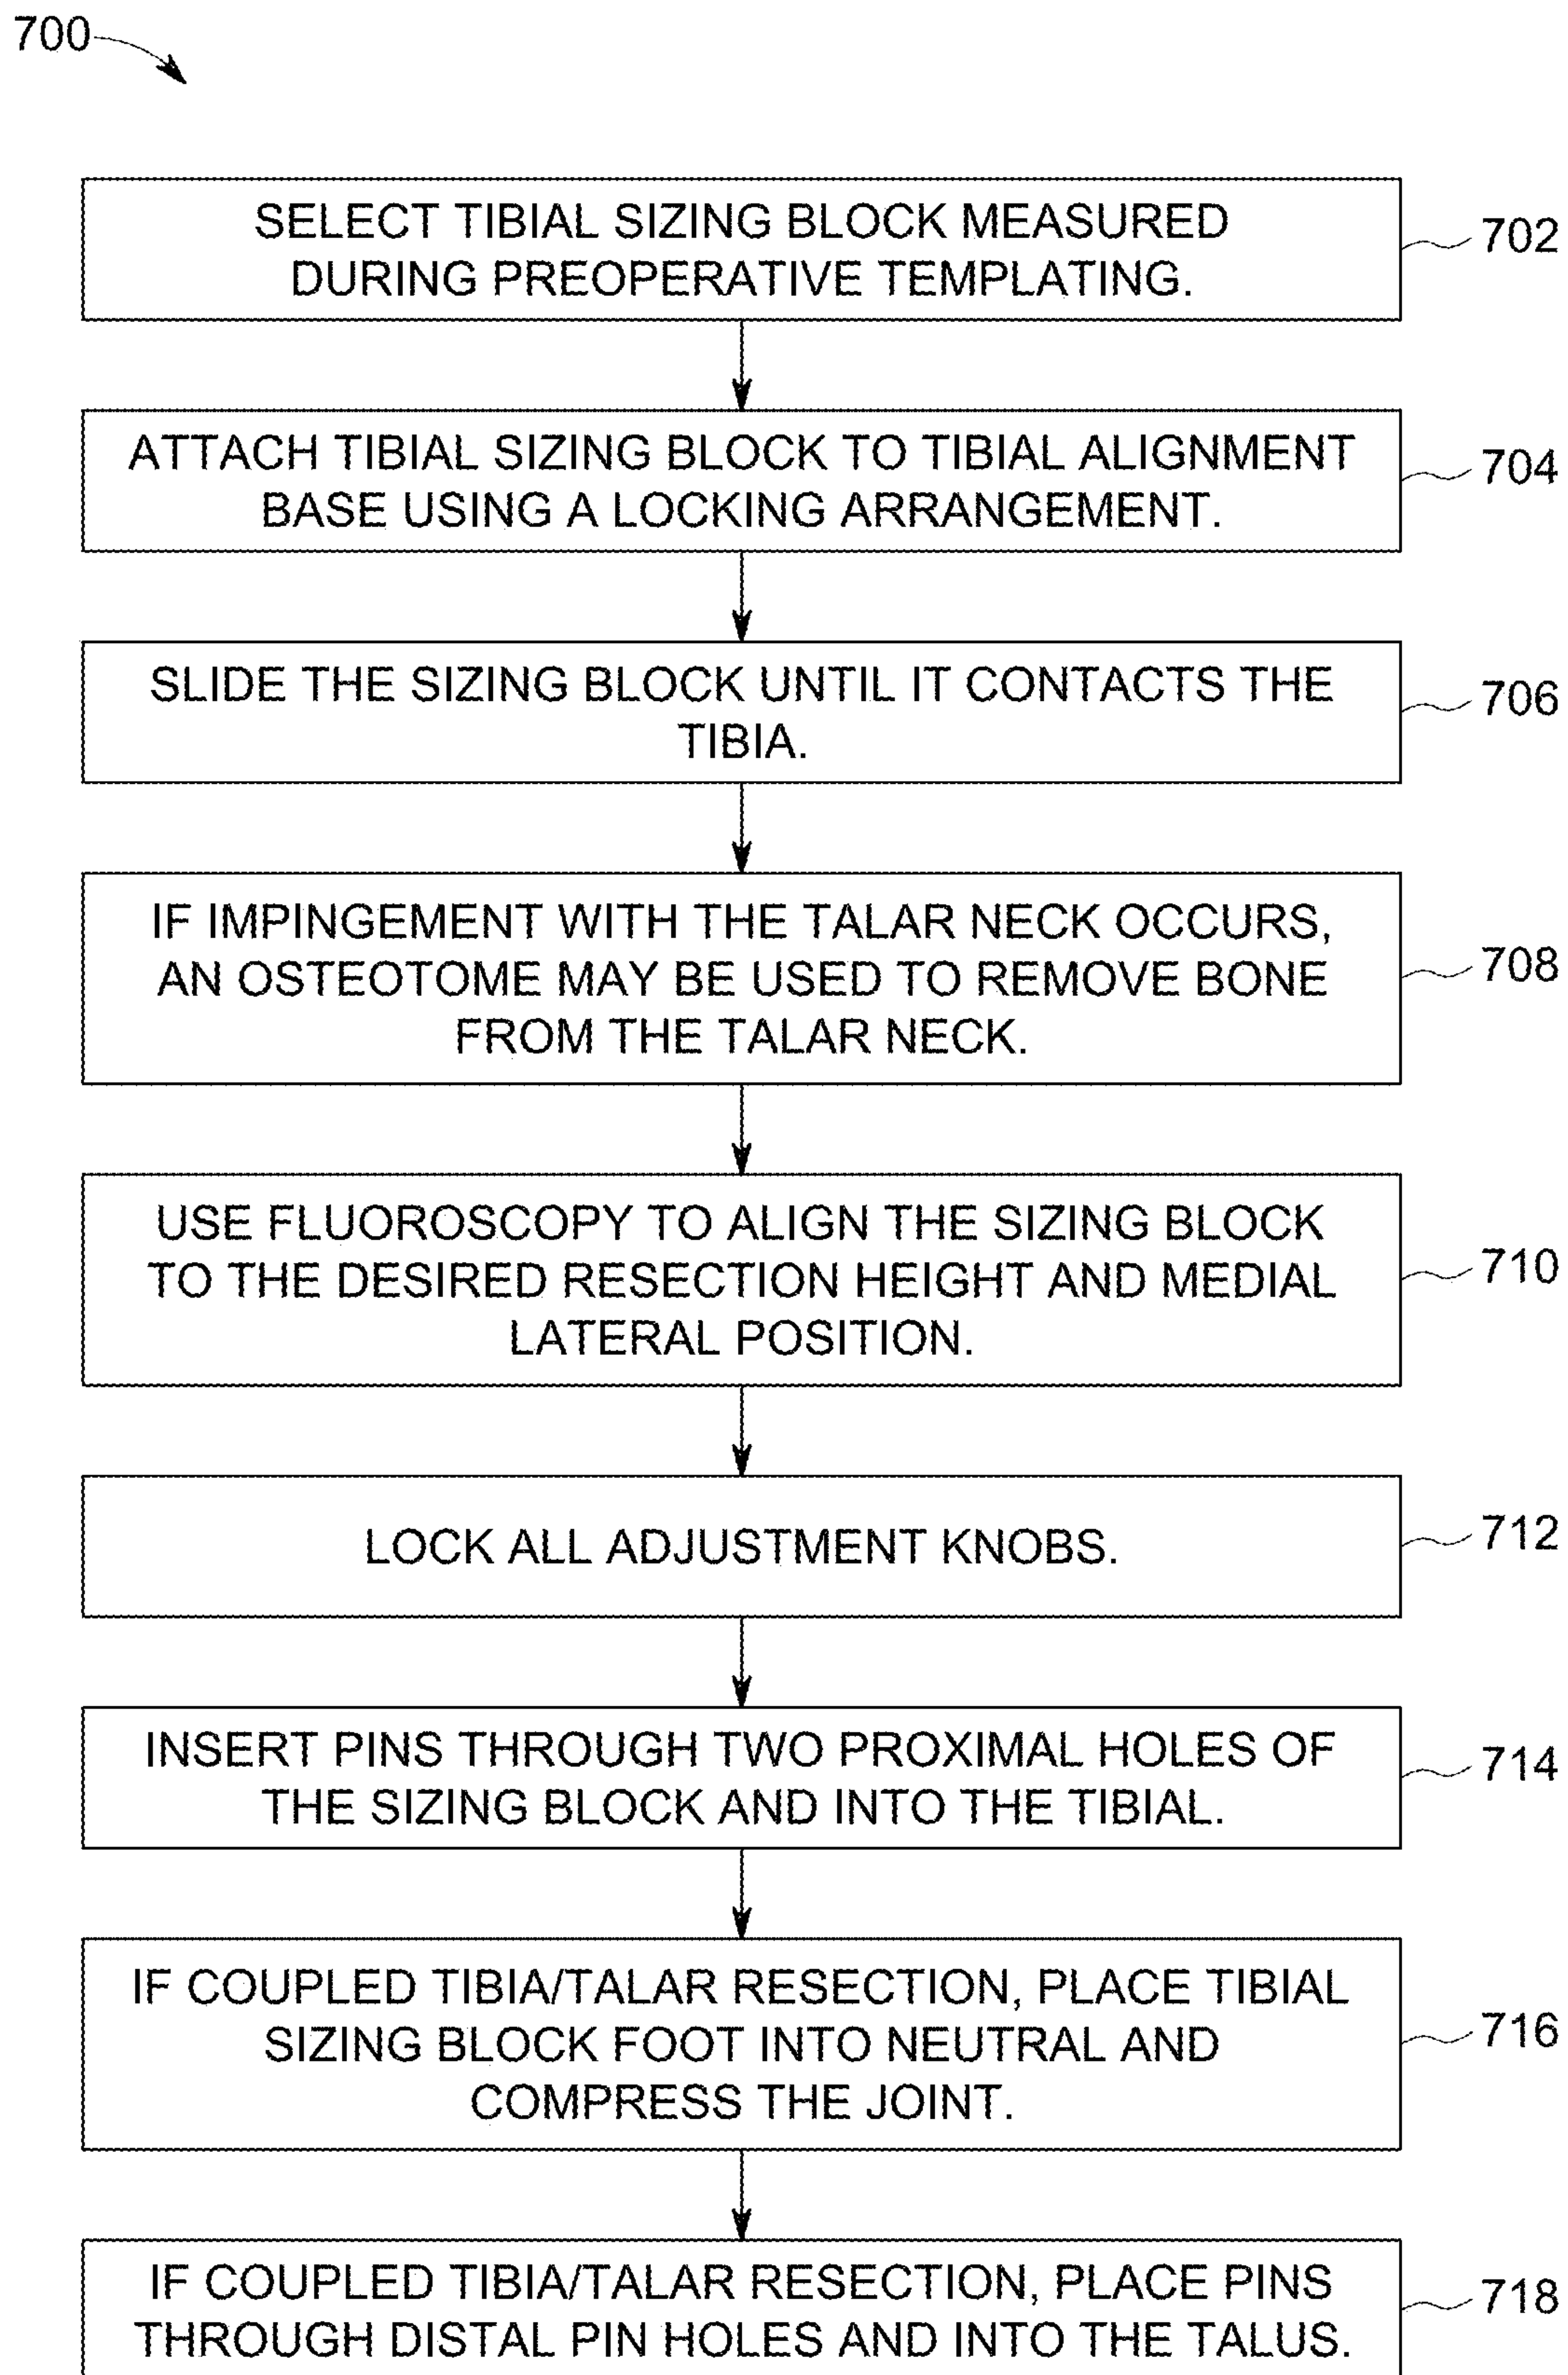 700
SELECT TIBIAL SIZING BLOCK MEASURED
DURING PREOPERATIVE TEMPLATING.
702
ATTACH TIBIAL SIZING BLOCK TO TIBIAL ALIGNMENT
BASE USING A LOCKING ARRANGEMENT.
704
SLIDE THE SIZING BLOCK UNTIL IT CONTACTS THE
TIBIA.
706
IF IMPINGEMENT WITH THE TALAR NECK OCCURS,
AN OSTEOTOME MAY BE USED TO REMOVE BONE
FROM THE TALAR NECK.
708
USE FLUOROSCOPY TO ALIGN THE SIZING BLOCK
TO THE DESIRED RESECTION HEIGHT AND MEDIAL
LATERAL POSITION.
710
LOCK ALL ADJUSTMENT KNOBS.
712
INSERT PINS THROUGH TWO PROXIMAL HOLES OF
THE SIZING BLOCK AND INTO THE TIBIAL.
714
IF COUPLED TIBIA/TALAR RESECTION, PLACE TIBIAL
SIZING BLOCK FOOT INTO NEUTRAL AND
COMPRESS THE JOINT.
716
IF COUPLED TIBIA/TALAR RESECTION, PLACE PINS
THROUGH DISTAL PIN HOLES AND INTO THE TALUS.
718